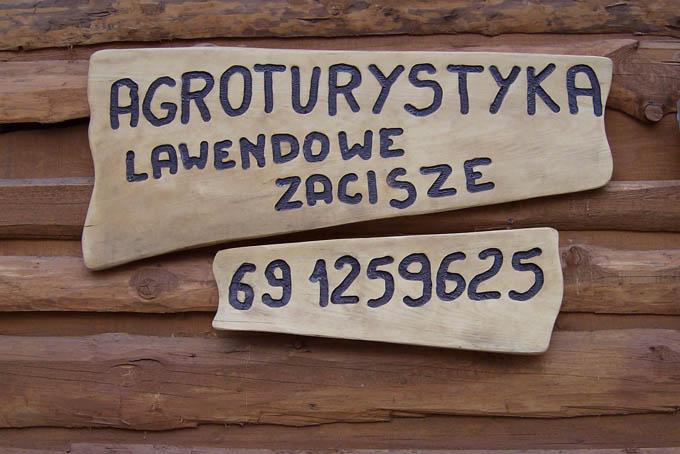 AGROTURYSTYKA
LAWENDOWE
ZACISZE
69 1259625